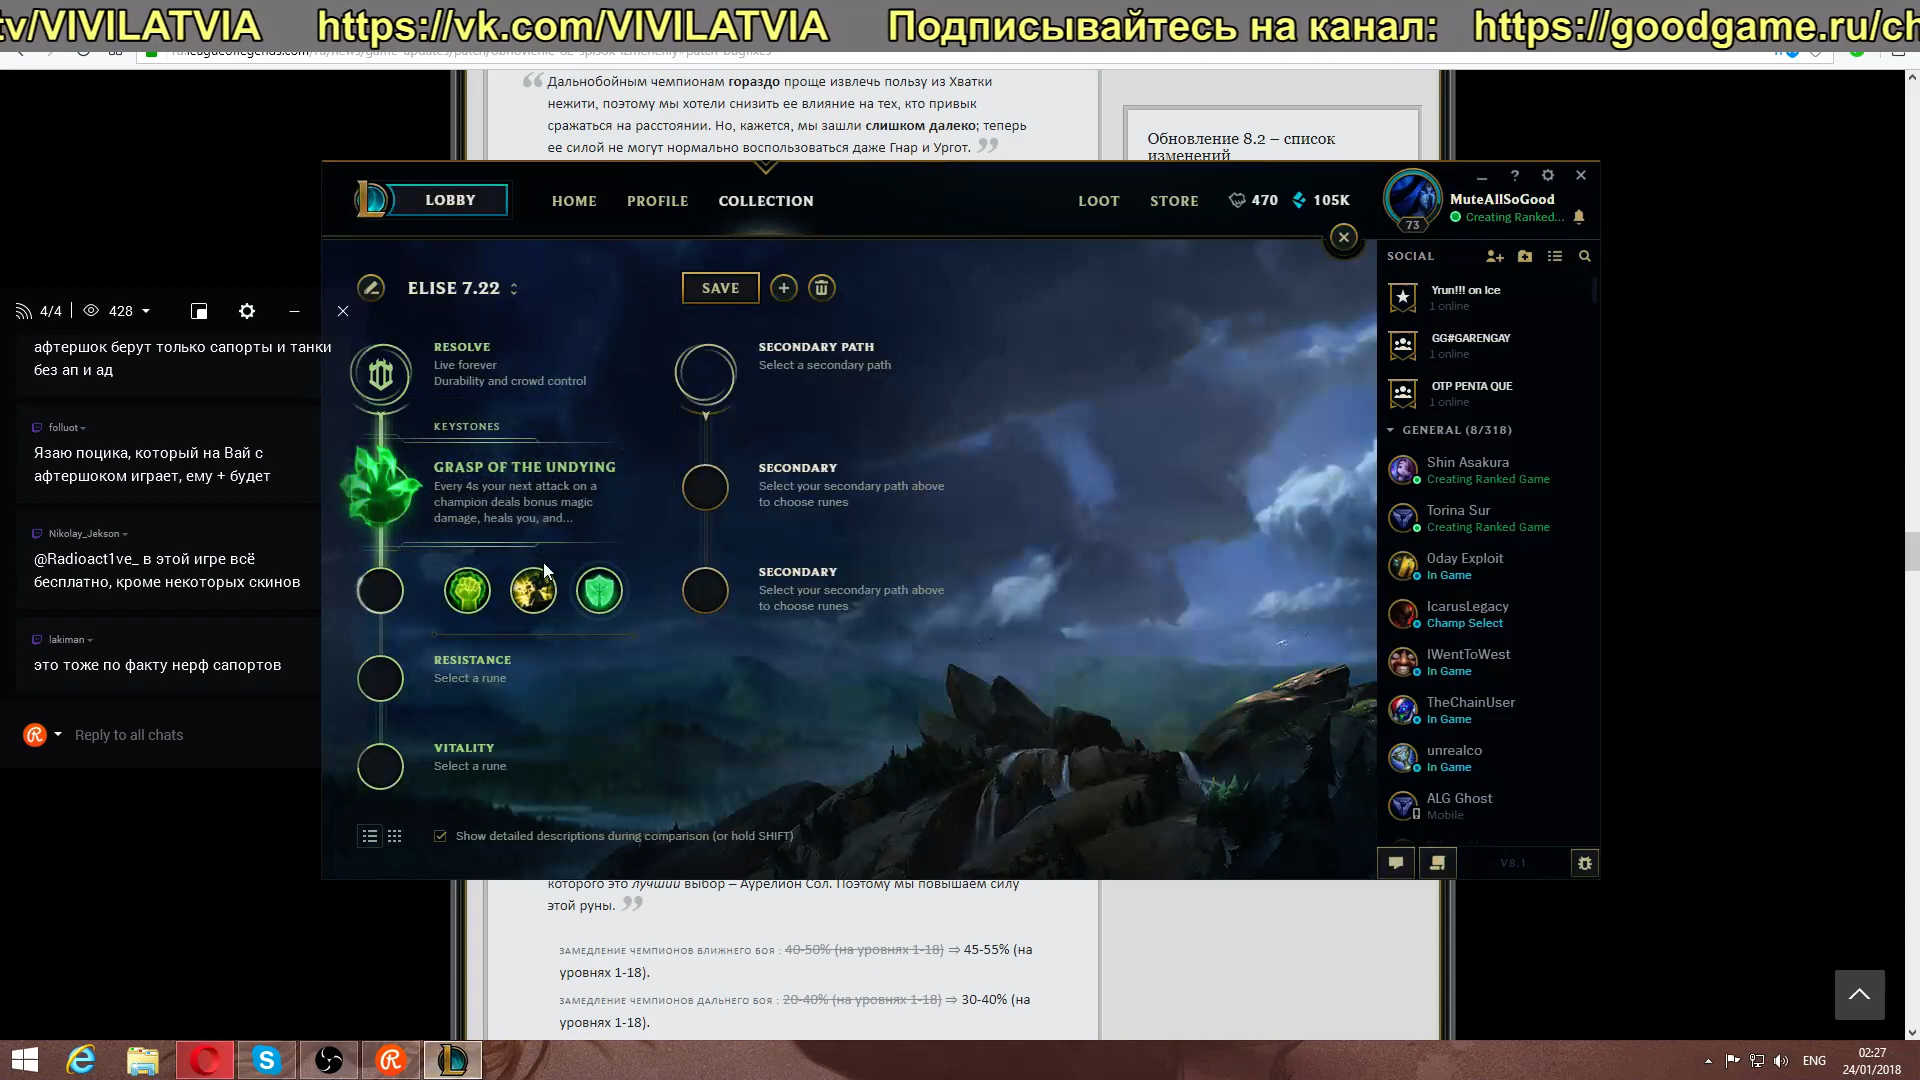 tv/VIVILATVIA https://vk.com/VIVILATVIA Подписывайтесь на канал: https://goodgame.ru/ch
Дальнобойным чемпионам гораздо проще извлечь пользу из Хватки
нежити, поэтому мы хотели снизить ее влияние на тех, кто привык
сражаться на расстоянии. Но, кажется, мы зашли слишком далеко; теперь
ее силой не могут нормально воспользоваться даже Гнар и Ургот.
Обновление 8.2 – список
изменений
LOBBY
HOME PROFILE COLLECTION
LOOT STORE 470 105K
MuteAllSoGood
Creating Ranked...
73
4/4 428
афтершок берут только сапорты и танки
без ап и ад
folluot
Язаю поцика, который на Вай с
афтершоком играет, ему + будет
Nikolay_Jekson
@Radioact1ve_ в этой игре всё
бесплатно, кроме некоторых скинов
lakiman
это тоже по факту нерф сапортов
Reply to all chats
ELISE 7.22
SAVE
RESOLVE
Live forever
Durability and crowd control
KEYSTONES
GRASP OF THE UNDYING
Every 4s your next attack on a
champion deals bonus magic
damage, heals you, and...
RESISTANCE
Select a rune
VITALITY
Select a rune
SECONDARY PATH
Select a secondary path
SECONDARY
Select your secondary path above
to choose runes
SECONDARY
Select your secondary path above
to choose runes
Show detailed descriptions during comparison (or hold SHIFT)
SOCIAL
Yrun!!! on Ice
1 online
GG#GARENGAY
1 online
OTP PENTA QUE
1 online
GENERAL (8/318)
Shin Asakura
Creating Ranked Game
Torina Sur
Creating Ranked Game
Oday Exploit
In Game
IcarusLegacy
Champ Select
IWentToWest
In Game
TheChainUser
In Game
unrealco
In Game
ALG Ghost
Mobile
V8.1
которого это лучший выбор – Аурелион Сол. Поэтому мы повышаем силу
этой руны.
ЗАМЕДЛЕНИЕ ЧЕМПИОНОВ БЛИЖНЕГО БОЯ : 40-50% (на уровнях 1-18) ⇒ 45-55% (на
уровнях 1-18).
ЗАМЕДЛЕНИЕ ЧЕМПИОНОВ ДАЛЬНЕГО БОЯ : 20-40% (на уровнях 1-18) ⇒ 30-40% (на
уровнях 1-18).
ENG
02:27
24/01/2018